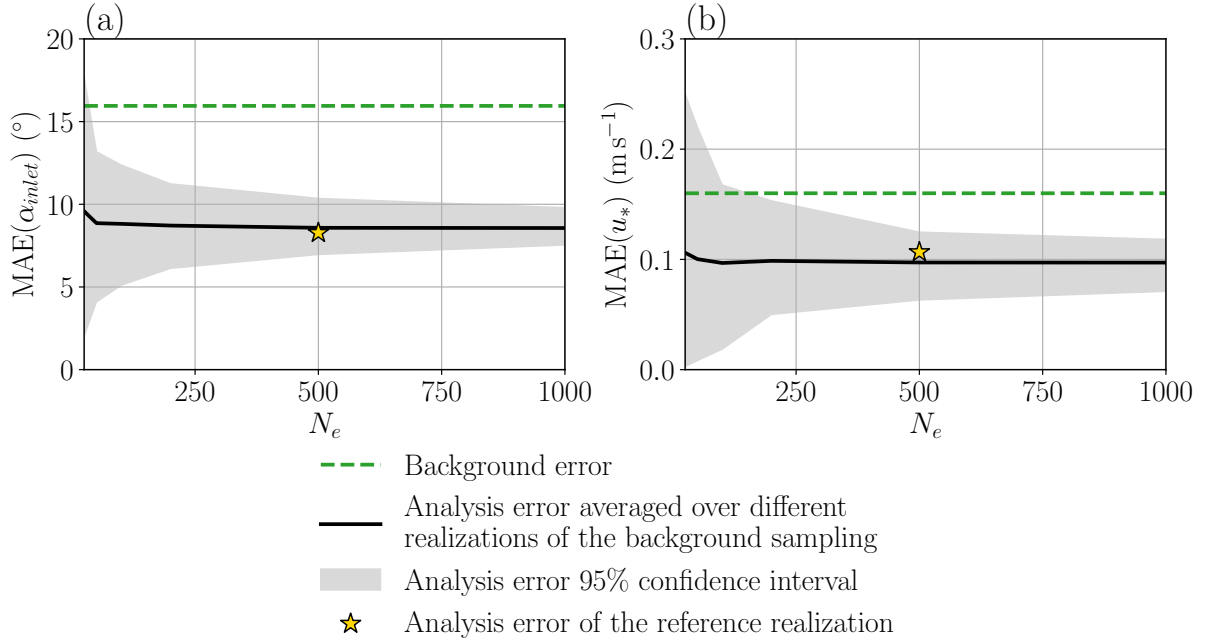 (a)
20
15
10
5
0
MAE(α_inlet) (°)
250 500 750 1000
N_e
(b)
0.3
0.2
0.1
0.0
MAE(u_*) (m s⁻¹)
250 500 750 1000
N_e
Background error
Analysis error averaged over different
realizations of the background sampling
Analysis error 95% confidence interval
Analysis error of the reference realization